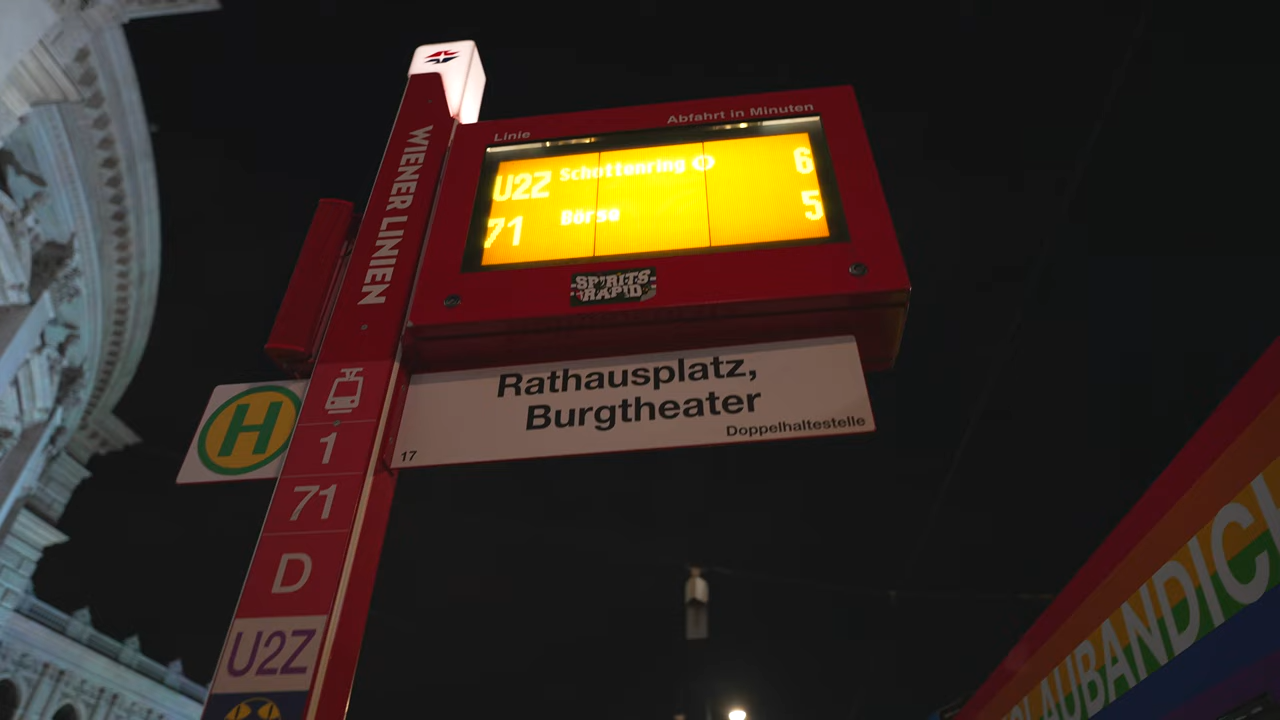 WIENER LINIEN
Linie
Abfahrt in Minuten
U2Z Schottenring 6
71 Börse 5
SPIRITS
RAPID
Rathausplatz,
Burgtheater
Doppelhaltestelle
17
H
1
71
D
U2Z